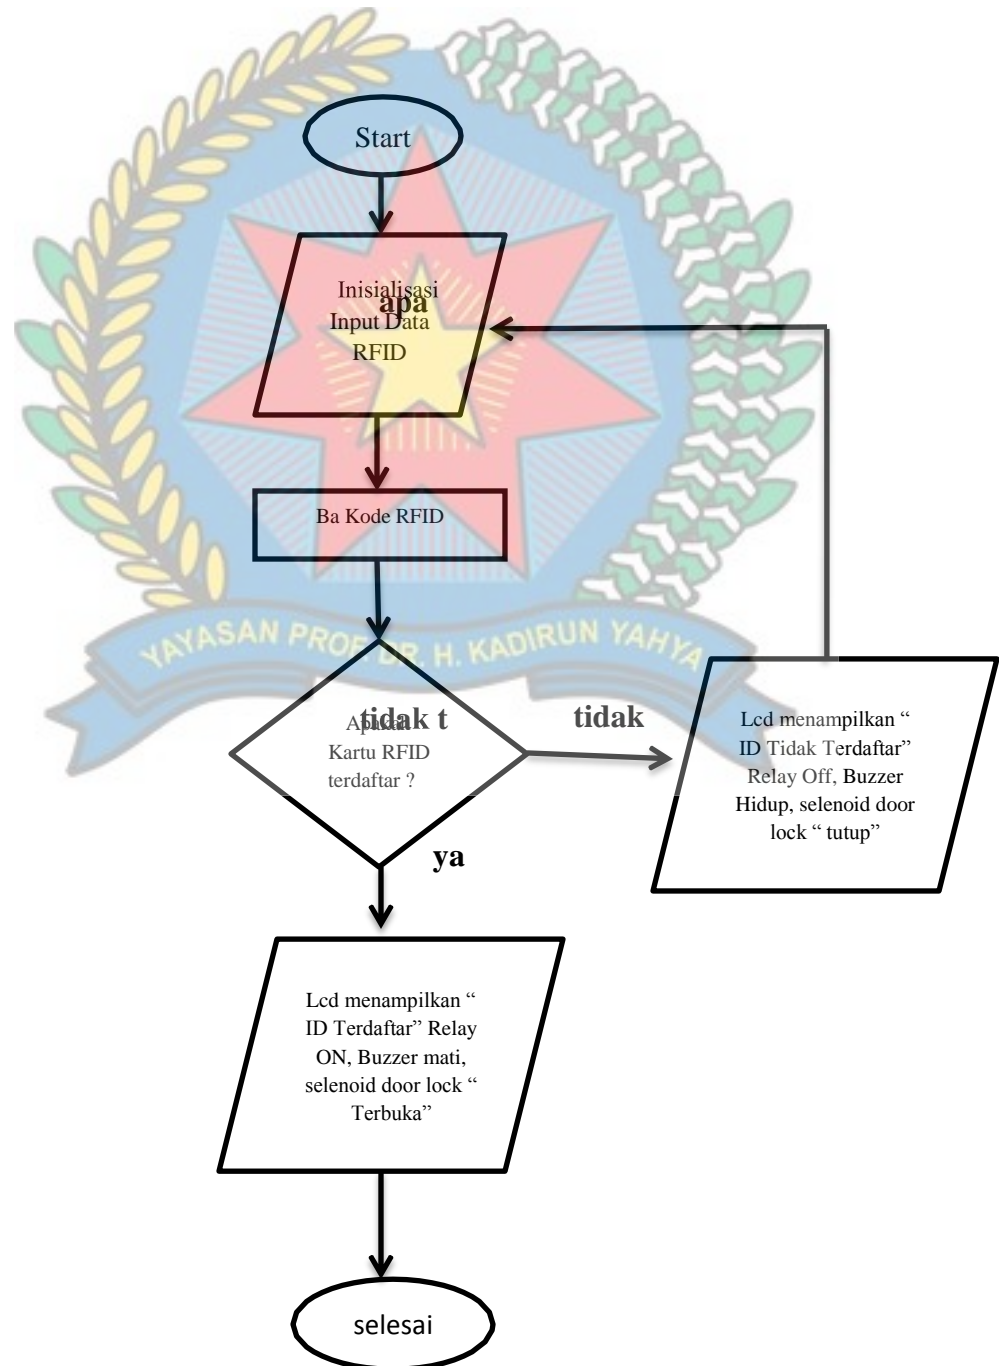 Start
Inisialisasi
apa
Input Data
RFID
Ba Kode RFID
YAYASAN PROF. DR. H. KADIRUN YAHYA
tidak t
Apakah
Kartu RFID
terdaftar ?
tidak
Lcd menampilkan “
ID Tidak Terdaftar”
Relay Off, Buzzer
Hidup, selenoid door
lock “ tutup”
ya
Lcd menampilkan “
ID Terdaftar” Relay
ON, Buzzer mati,
selenoid door lock “
Terbuka”
selesai